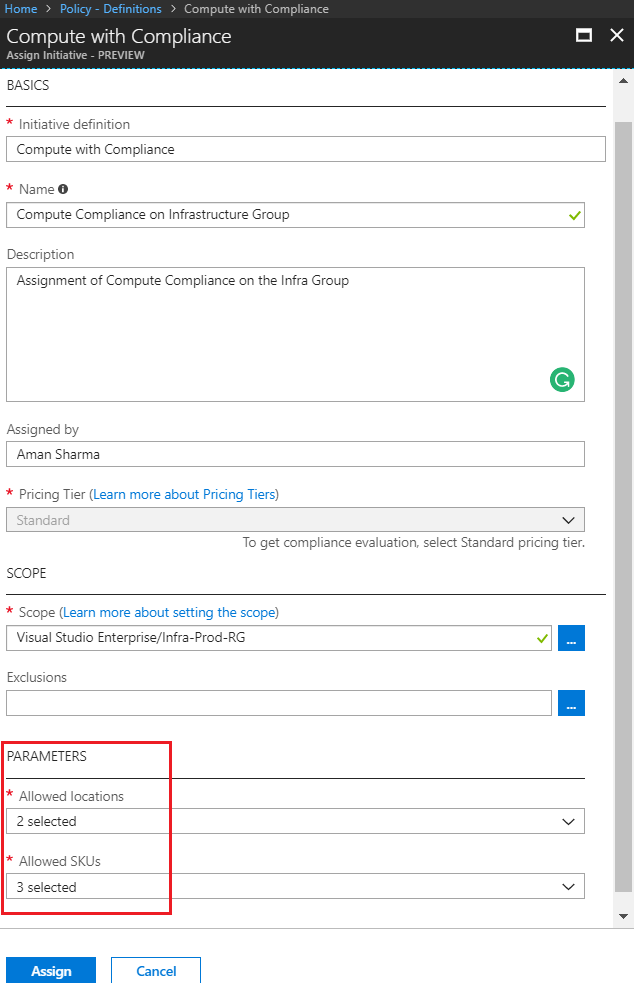 Home > Policy - Definitions > Compute with Compliance
Compute with Compliance
Assign Initiative - PREVIEW
BASICS
* Initiative definition
Compute with Compliance
* Name
Compute Compliance on Infrastructure Group
Description
Assignment of Compute Compliance on the Infra Group
Assigned by
Aman Sharma
* Pricing Tier (Learn more about Pricing Tiers)
Standard
To get compliance evaluation, select Standard pricing tier.
SCOPE
* Scope (Learn more about setting the scope)
Visual Studio Enterprise/Infra-Prod-RG
...
Exclusions
...
PARAMETERS
* Allowed locations
2 selected
* Allowed SKUs
3 selected
Assign Cancel